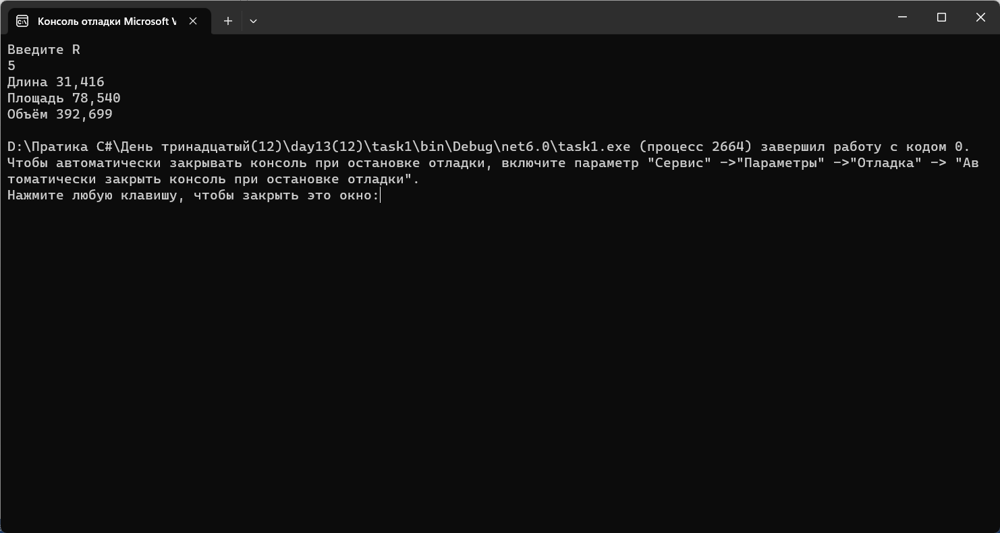 Консоль отладки Microsoft V
Введите R
5
Длина 31,416
Площадь 78,540
Объём 392,699
D:\Пратика C#\День тринадцатый(12)\day13(12)\task1\bin\Debug\net6.0\task1.exe (процесс 2664) завершил работу с кодом 0.
Чтобы автоматически закрывать консоль при остановке отладки, включите параметр "Сервис" ->"Параметры" ->"Отладка" -> "Ав
томатически закрыть консоль при остановке отладки".
Нажмите любую клавишу, чтобы закрыть это окно: